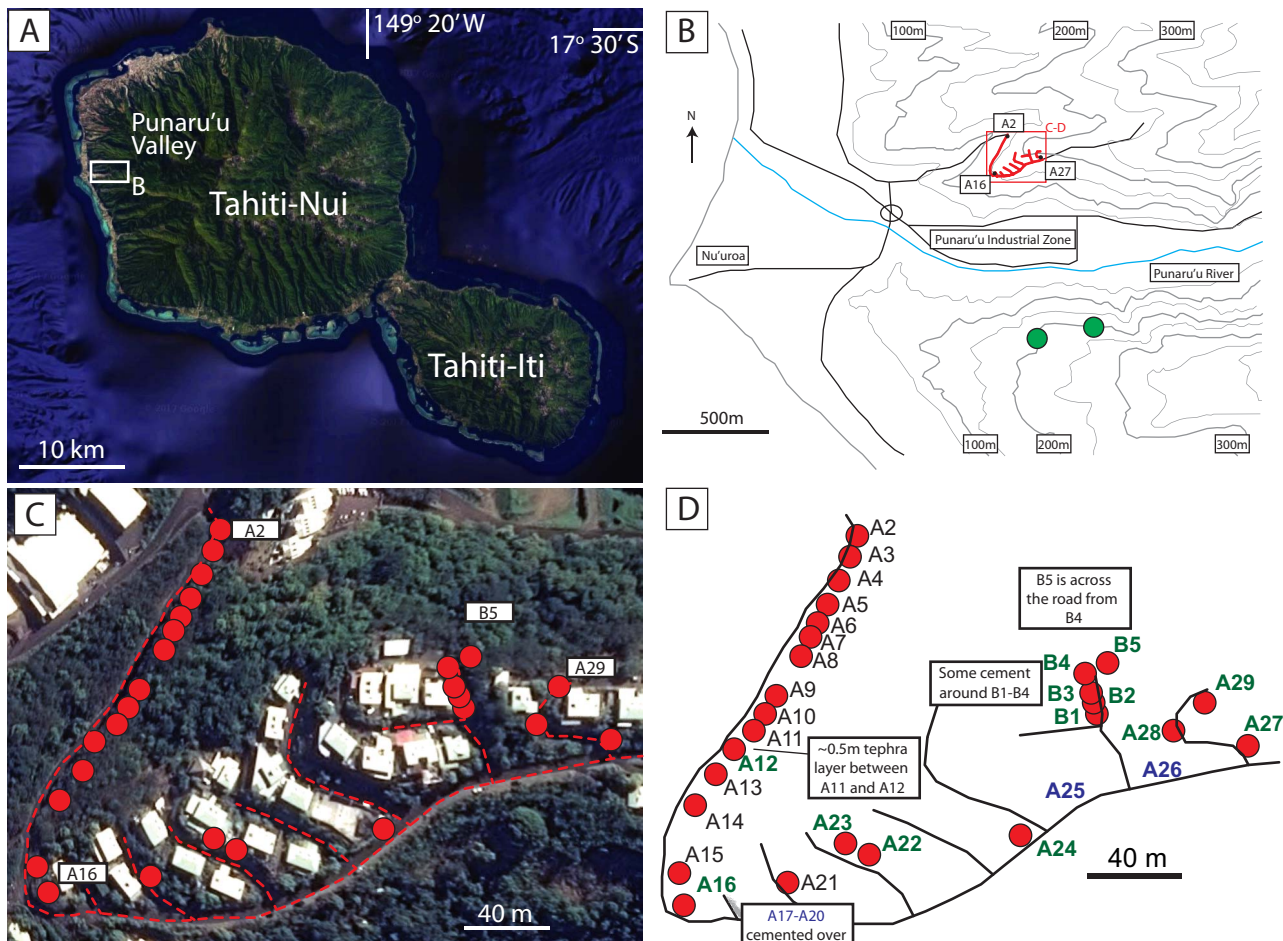 A
149° 20' W
17° 30' S
Punaru'u
Valley
B
Tahiti-Nui
Tahiti-Iti
10 km
B
100m
200m
300m
N
A2
C-D
A16
A27
Punaru'u Industrial Zone
Nu'uroa
Punaru'u River
500m
100m
200m
300m
C
A2
B5
A29
A16
40 m
D
A2
A3
A4
A5
A6
A7
A8
A9
A10
A11
A12
A13
A14
A15
A16
~0.5m tephra
layer between
A11 and A12
A17-A20
cemented over
A21
A22
A23
A24
Some cement
around B1-B4
B5 is across
the road from
B4
B5
B4
B3
B2
B1
A25
A26
A27
A28
A29
40 m